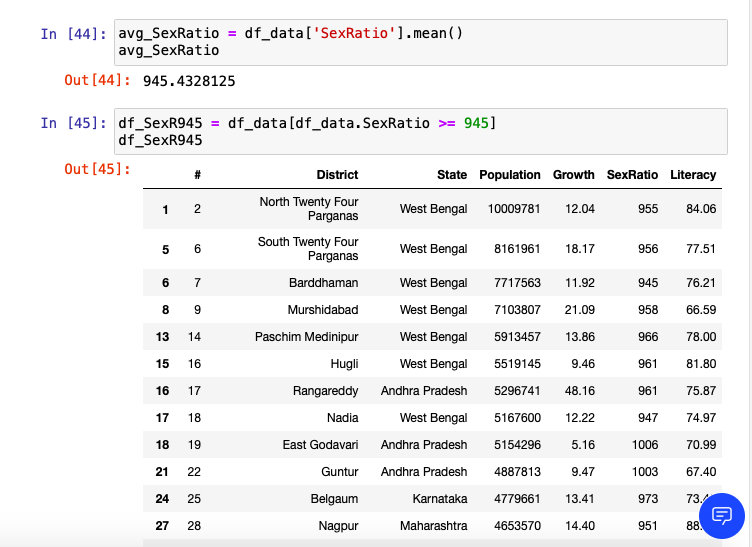 In [44]: avg_SexRatio = df_data['SexRatio'].mean()
avg_SexRatio
Out[44]: 945.4328125
In [45]: df_SexR945 = df_data[df_data.SexRatio >= 945]
df_SexR945
Out[45]:
# District State Population Growth SexRatio Literacy
1 2 North Twenty Four Parganas West Bengal 10009781 12.04 955 84.06
5 6 South Twenty Four Parganas West Bengal 8161961 18.17 956 77.51
6 7 Barddhaman West Bengal 7717563 11.92 945 76.21
8 9 Murshidabad West Bengal 7103807 21.09 958 66.59
13 14 Paschim Medinipur West Bengal 5913457 13.86 966 78.00
15 16 Hugli West Bengal 5519145 9.46 961 81.80
16 17 Rangareddy Andhra Pradesh 5296741 48.16 961 75.87
17 18 Nadia West Bengal 5167600 12.22 947 74.97
18 19 East Godavari Andhra Pradesh 5154296 5.16 1006 70.99
21 22 Guntur Andhra Pradesh 4887813 9.47 1003 67.40
24 25 Belgaum Karnataka 4779661 13.41 973
27 28 Nagpur Maharashtra 4653570 14.40 951